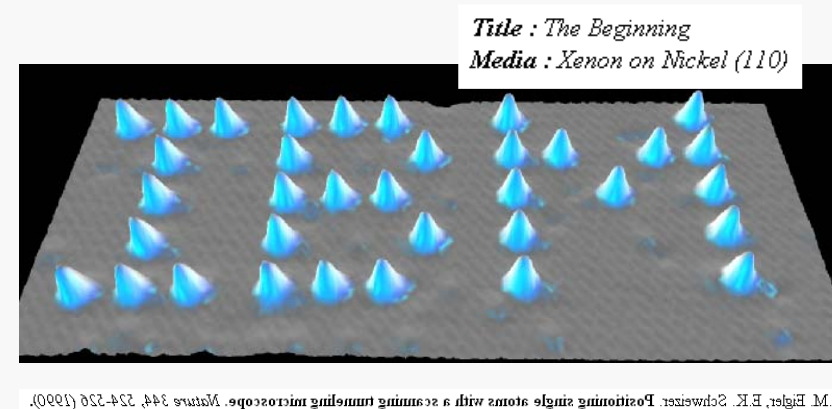 Title : The Beginning
Media : Xenon on Nickel (110)
IBM
M. Eigler, E.K. Schweizer. Positioning single atoms with a scanning tunneling microscope. Nature 344, 524-526 (1990).